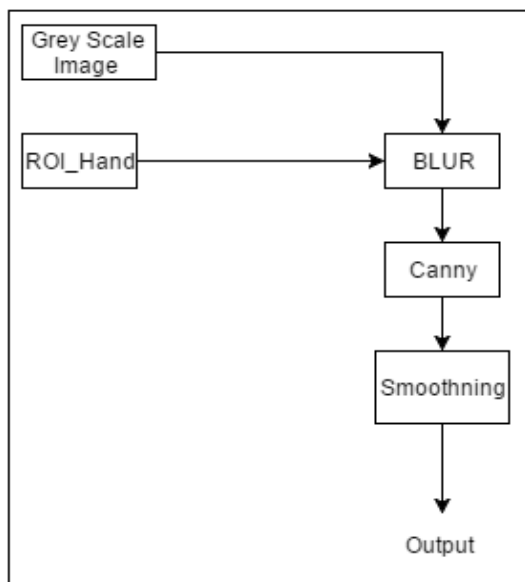 Grey Scale
Image
ROI_Hand
BLUR
Canny
Smoothning
Output